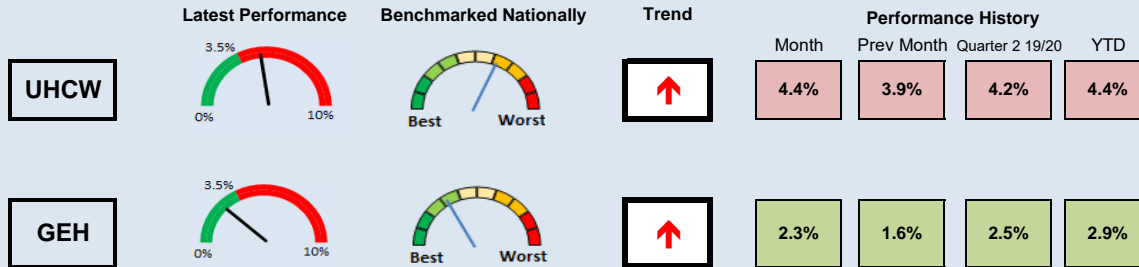 Latest Performance Benchmarked Nationally Trend Performance History
Month Prev Month Quarter 2 19/20 YTD
UHCW
3.5%
0% 10%
Best Worst
4.4% 3.9% 4.2% 4.4%
GEH
3.5%
0% 10%
Best Worst
2.3% 1.6% 2.5% 2.9%